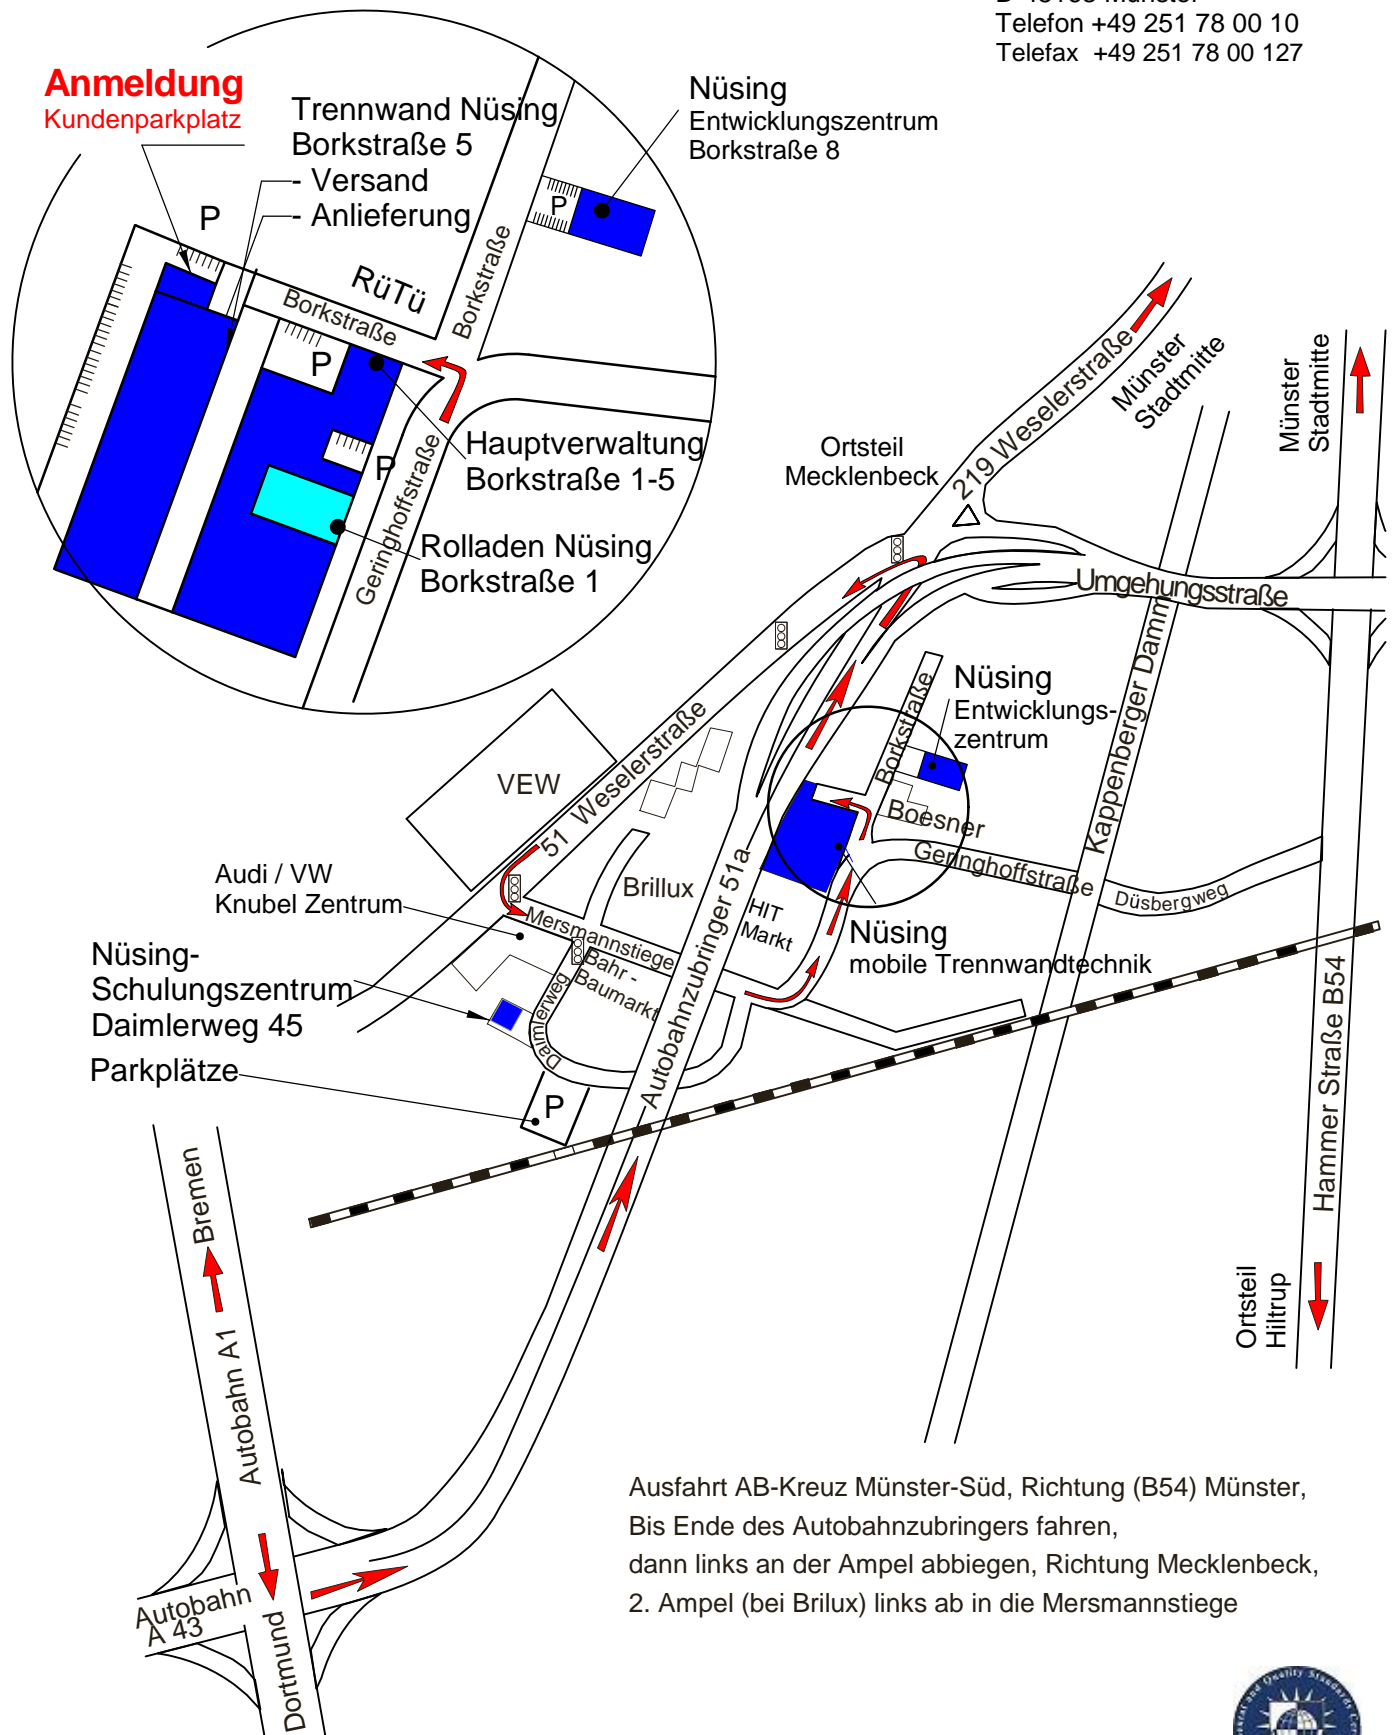 Telefon +49 251 78 00 10
Telefax +49 251 78 00 127
Anmeldung
Kundenparkplatz
Trennwand Nüsing
Borkstraße 5
- Versand
- Anlieferung
Nüsing
Entwicklungszentrum
Borkstraße 8
P
P
RüTü
Borkstraße
Borkstraße
P
P
Hauptverwaltung
Borkstraße 1-5
Geringhoffstraße
Rolladen Nüsing
Borkstraße 1
Ortsteil
Mecklenbeck
219 Weselerstraße
Münster
Stadtmitte
Münster
Stadtmitte
Umgehungsstraße
Kappenberger Damm
Nüsing
Entwicklungs-
zentrum
Borkstraße
Boesner
Geringhoffstraße
Düsbergweg
VEW
51 Weselerstraße
Audi / VW
Knubel Zentrum
Brillux
Mersmannstiege
HIT
Markt
Autobahnzubringer 51a
Nüsing
mobile Trennwandtechnik
Bahr -
Baumarkt
Daimlerweg
Nüsing-
Schulungszentrum
Daimlerweg 45
Parkplätze
P
Hammer Straße B54
Ortsteil
Hiltrup
Bremen
Autobahn A1
Autobahn
A 43
Dortmund
Ausfahrt AB-Kreuz Münster-Süd, Richtung (B54) Münster,
Bis Ende des Autobahnzubringers fahren,
dann links an der Ampel abbiegen, Richtung Mecklenbeck,
2. Ampel (bei Brilux) links ab in die Mersmannstiege